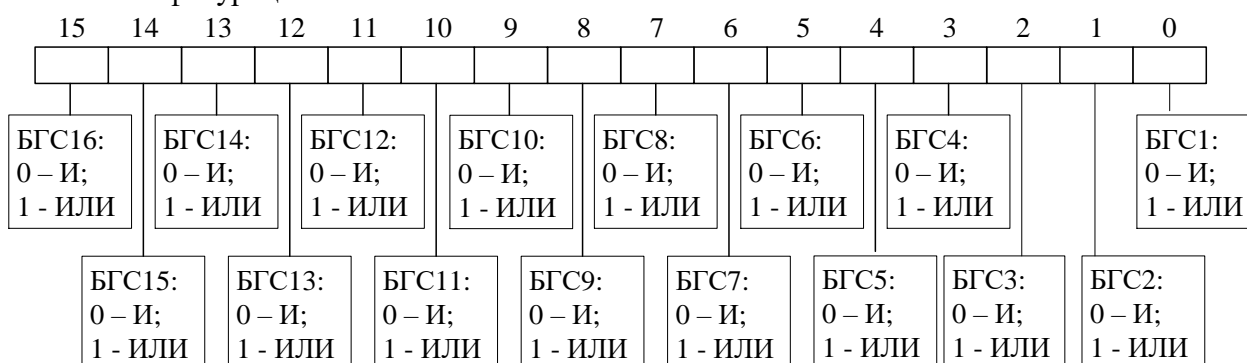 15 14 13 12 11 10 9 8 7 6 5 4 3 2 1 0
БГС16:
0 – И;
1 - ИЛИ
БГС14:
0 – И;
1 - ИЛИ
БГС12:
0 – И;
1 - ИЛИ
БГС10:
0 – И;
1 - ИЛИ
БГС8:
0 – И;
1 - ИЛИ
БГС6:
0 – И;
1 - ИЛИ
БГС4:
0 – И;
1 - ИЛИ
БГС1:
0 – И;
1 - ИЛИ
БГС15:
0 – И;
1 - ИЛИ
БГС13:
0 – И;
1 - ИЛИ
БГС11:
0 – И;
1 - ИЛИ
БГС9:
0 – И;
1 - ИЛИ
БГС7:
0 – И;
1 - ИЛИ
БГС5:
0 – И;
1 - ИЛИ
БГС3:
0 – И;
1 - ИЛИ
БГС2:
0 – И;
1 - ИЛИ